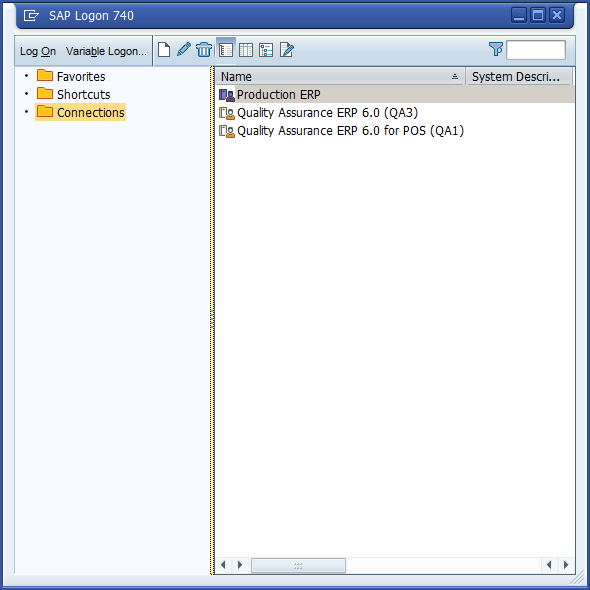 SAP Logon 740
Log On Variable Logon...
Favorites
Shortcuts
Connections
Name System Descri...
Production ERP
Quality Assurance ERP 6.0 (QA3)
Quality Assurance ERP 6.0 for POS (QA1)